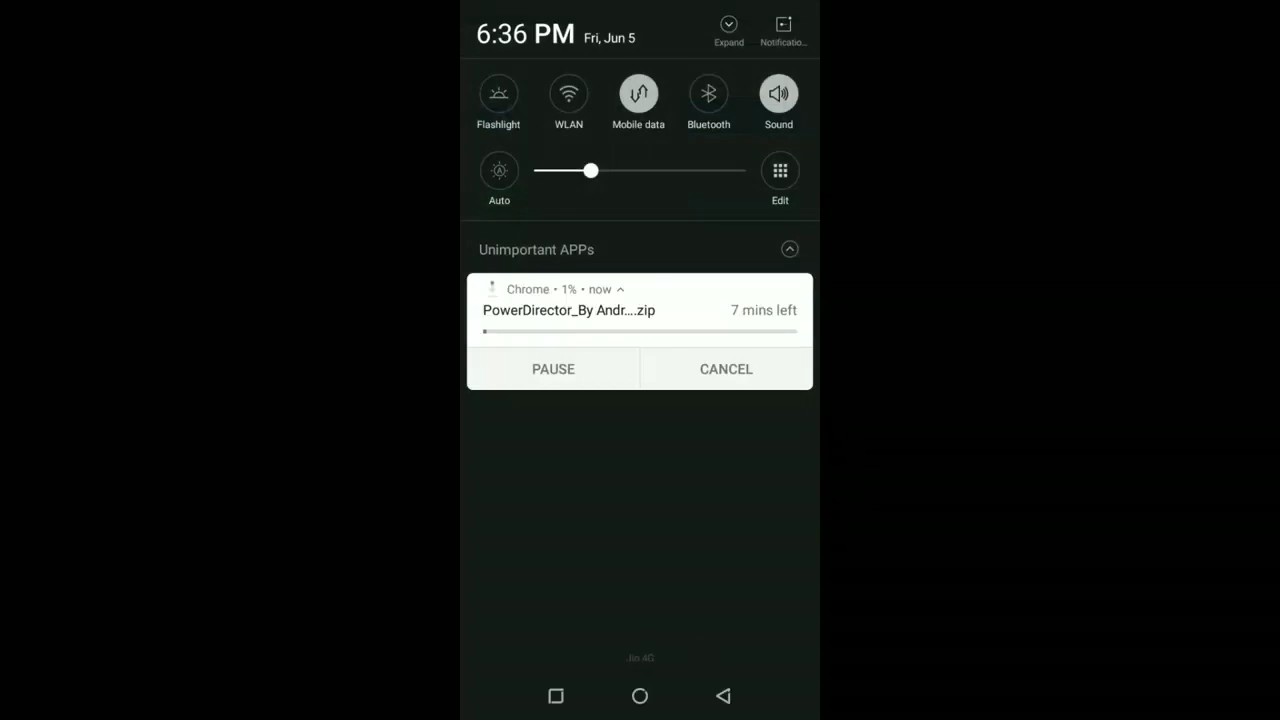 6:36 PM Fri, Jun 5
Expand
Notificatio...
Flashlight
WLAN
Mobile data
Bluetooth
Sound
Auto
Edit
Unimportant APPs
Chrome • 1% • now
PowerDirector_By Andr....zip
7 mins left
PAUSE
CANCEL
Jio 4G